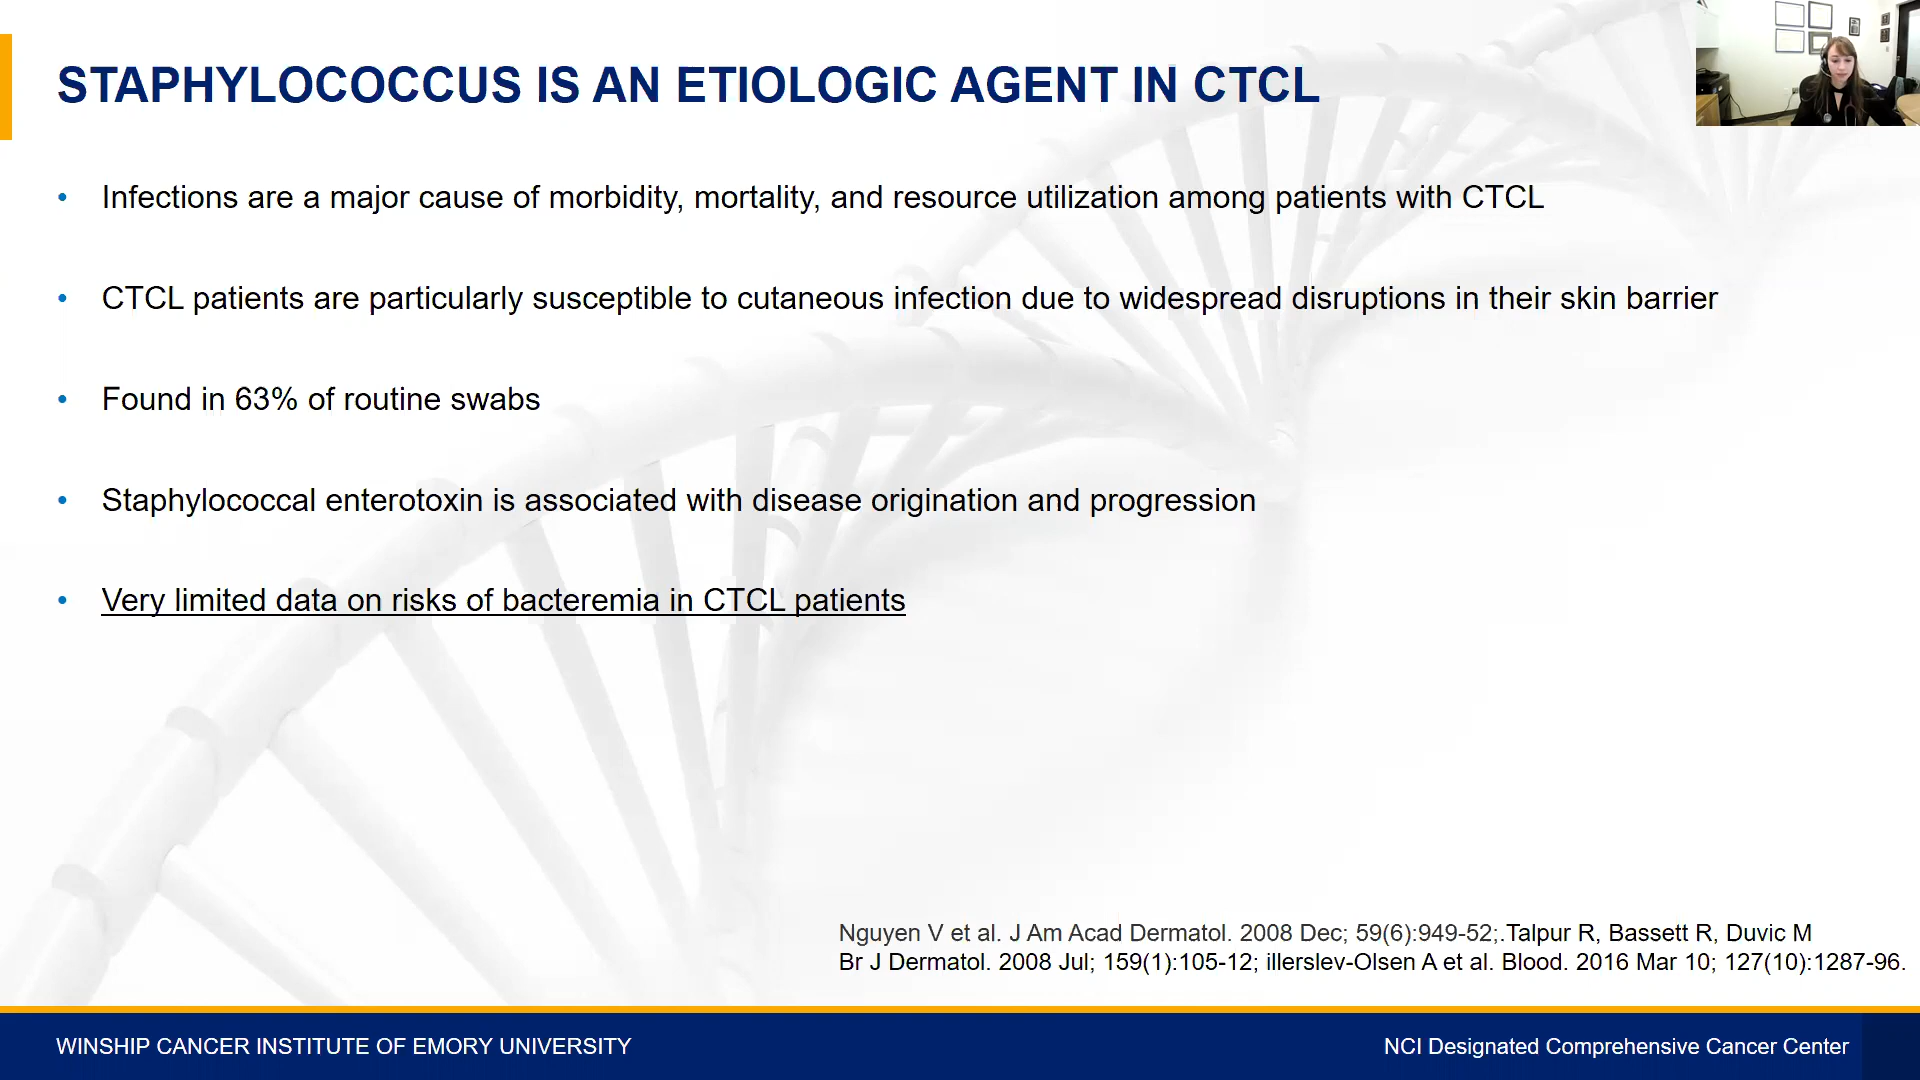 STAPHYLOCOCCUS IS AN ETIOLOGIC AGENT IN CTCL
• Infections are a major cause of morbidity, mortality, and resource utilization among patients with CTCL
• CTCL patients are particularly susceptible to cutaneous infection due to widespread disruptions in their skin barrier
• Found in 63% of routine swabs
• Staphylococcal enterotoxin is associated with disease origination and progression
• Very limited data on risks of bacteremia in CTCL patients
Nguyen V et al. J Am Acad Dermatol. 2008 Dec; 59(6):949-52;.Talpur R, Bassett R, Duvic M
Br J Dermatol. 2008 Jul; 159(1):105-12; illerslev-Olsen A et al. Blood. 2016 Mar 10; 127(10):1287-96.
WINSHIP CANCER INSTITUTE OF EMORY UNIVERSITY
NCI Designated Comprehensive Cancer Center